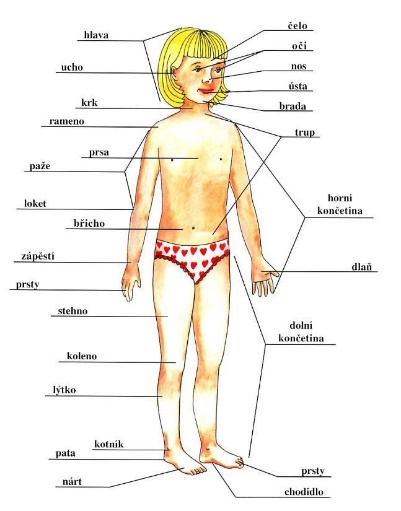 hlava
ucho
krk
rameno
prsa
paže
loket
břicho
zápěstí
prsty
stehno
koleno
lýtko
kotník
pata
nárt
čelo
oči
nos
ústa
brada
trup
horní
končetina
dlaň
dolní
končetina
prsty
chodidlo